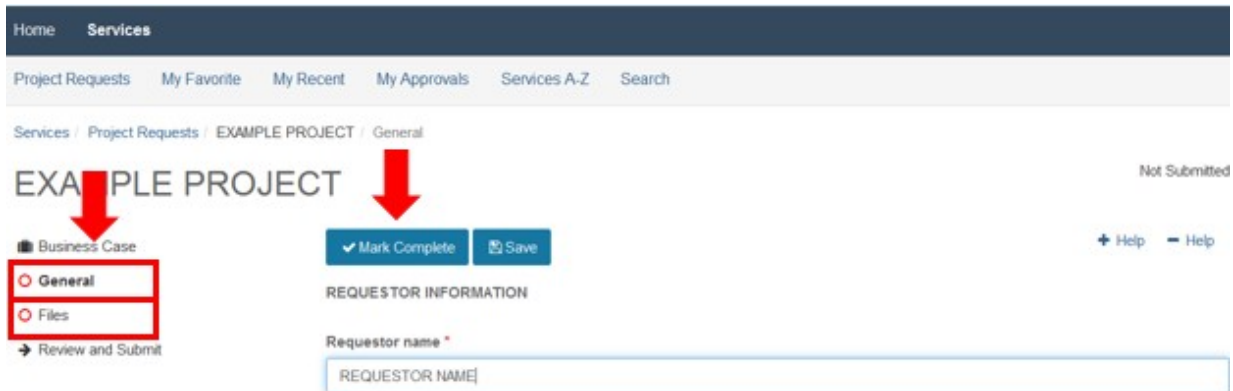 Home Services
Project Requests My Favorite My Recent My Approvals Services A-Z Search
Services / Project Requests / EXAMPLE PROJECT / General
EXAMPLE PROJECT
Not Submitted
Business Case
Mark Complete Save
+ Help − Help
General
REQUESTOR INFORMATION
Files
Requestor name *
Review and Submit
REQUESTOR NAME